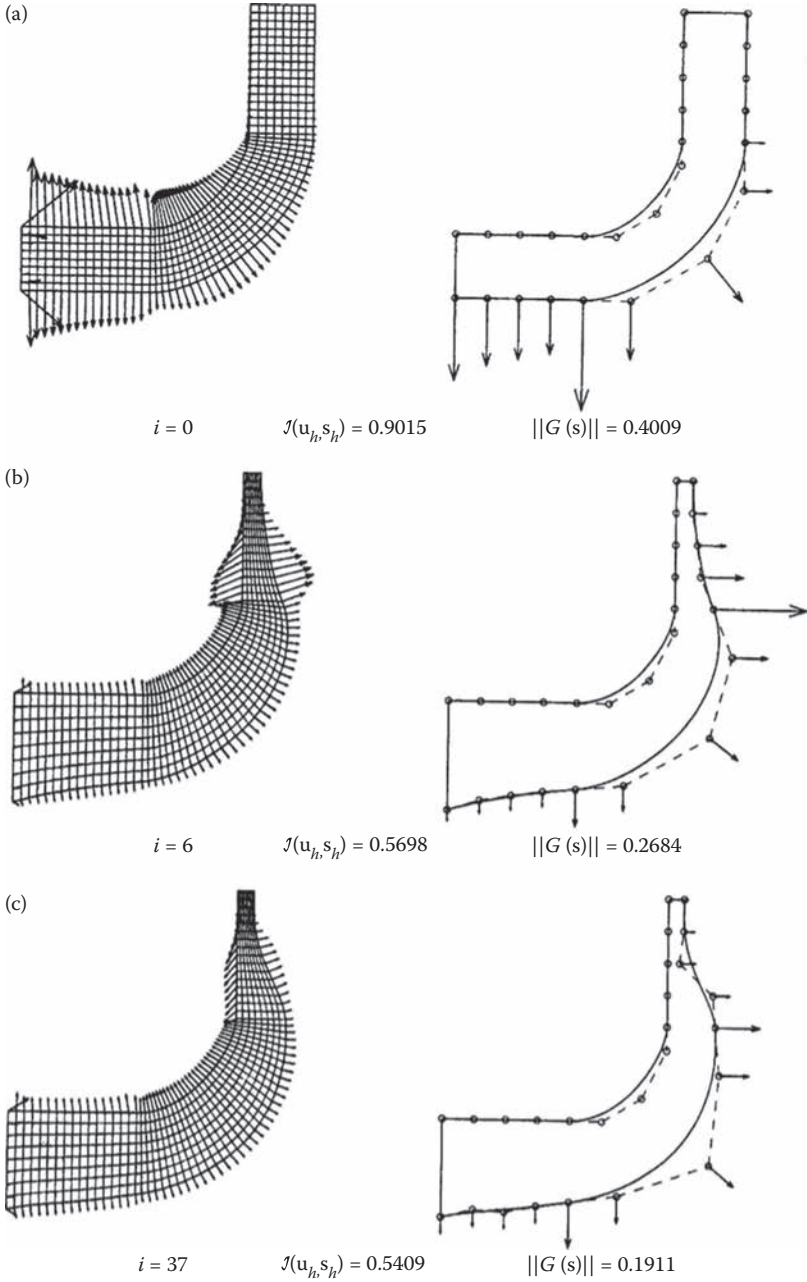 (a)
i = 0 𝒥(u_h,s_h) = 0.9015 ||G (s)|| = 0.4009
(b)
i = 6 𝒥(u_h,s_h) = 0.5698 ||G (s)|| = 0.2684
(c)
i = 37 𝒥(u_h,s_h) = 0.5409 ||G (s)|| = 0.1911